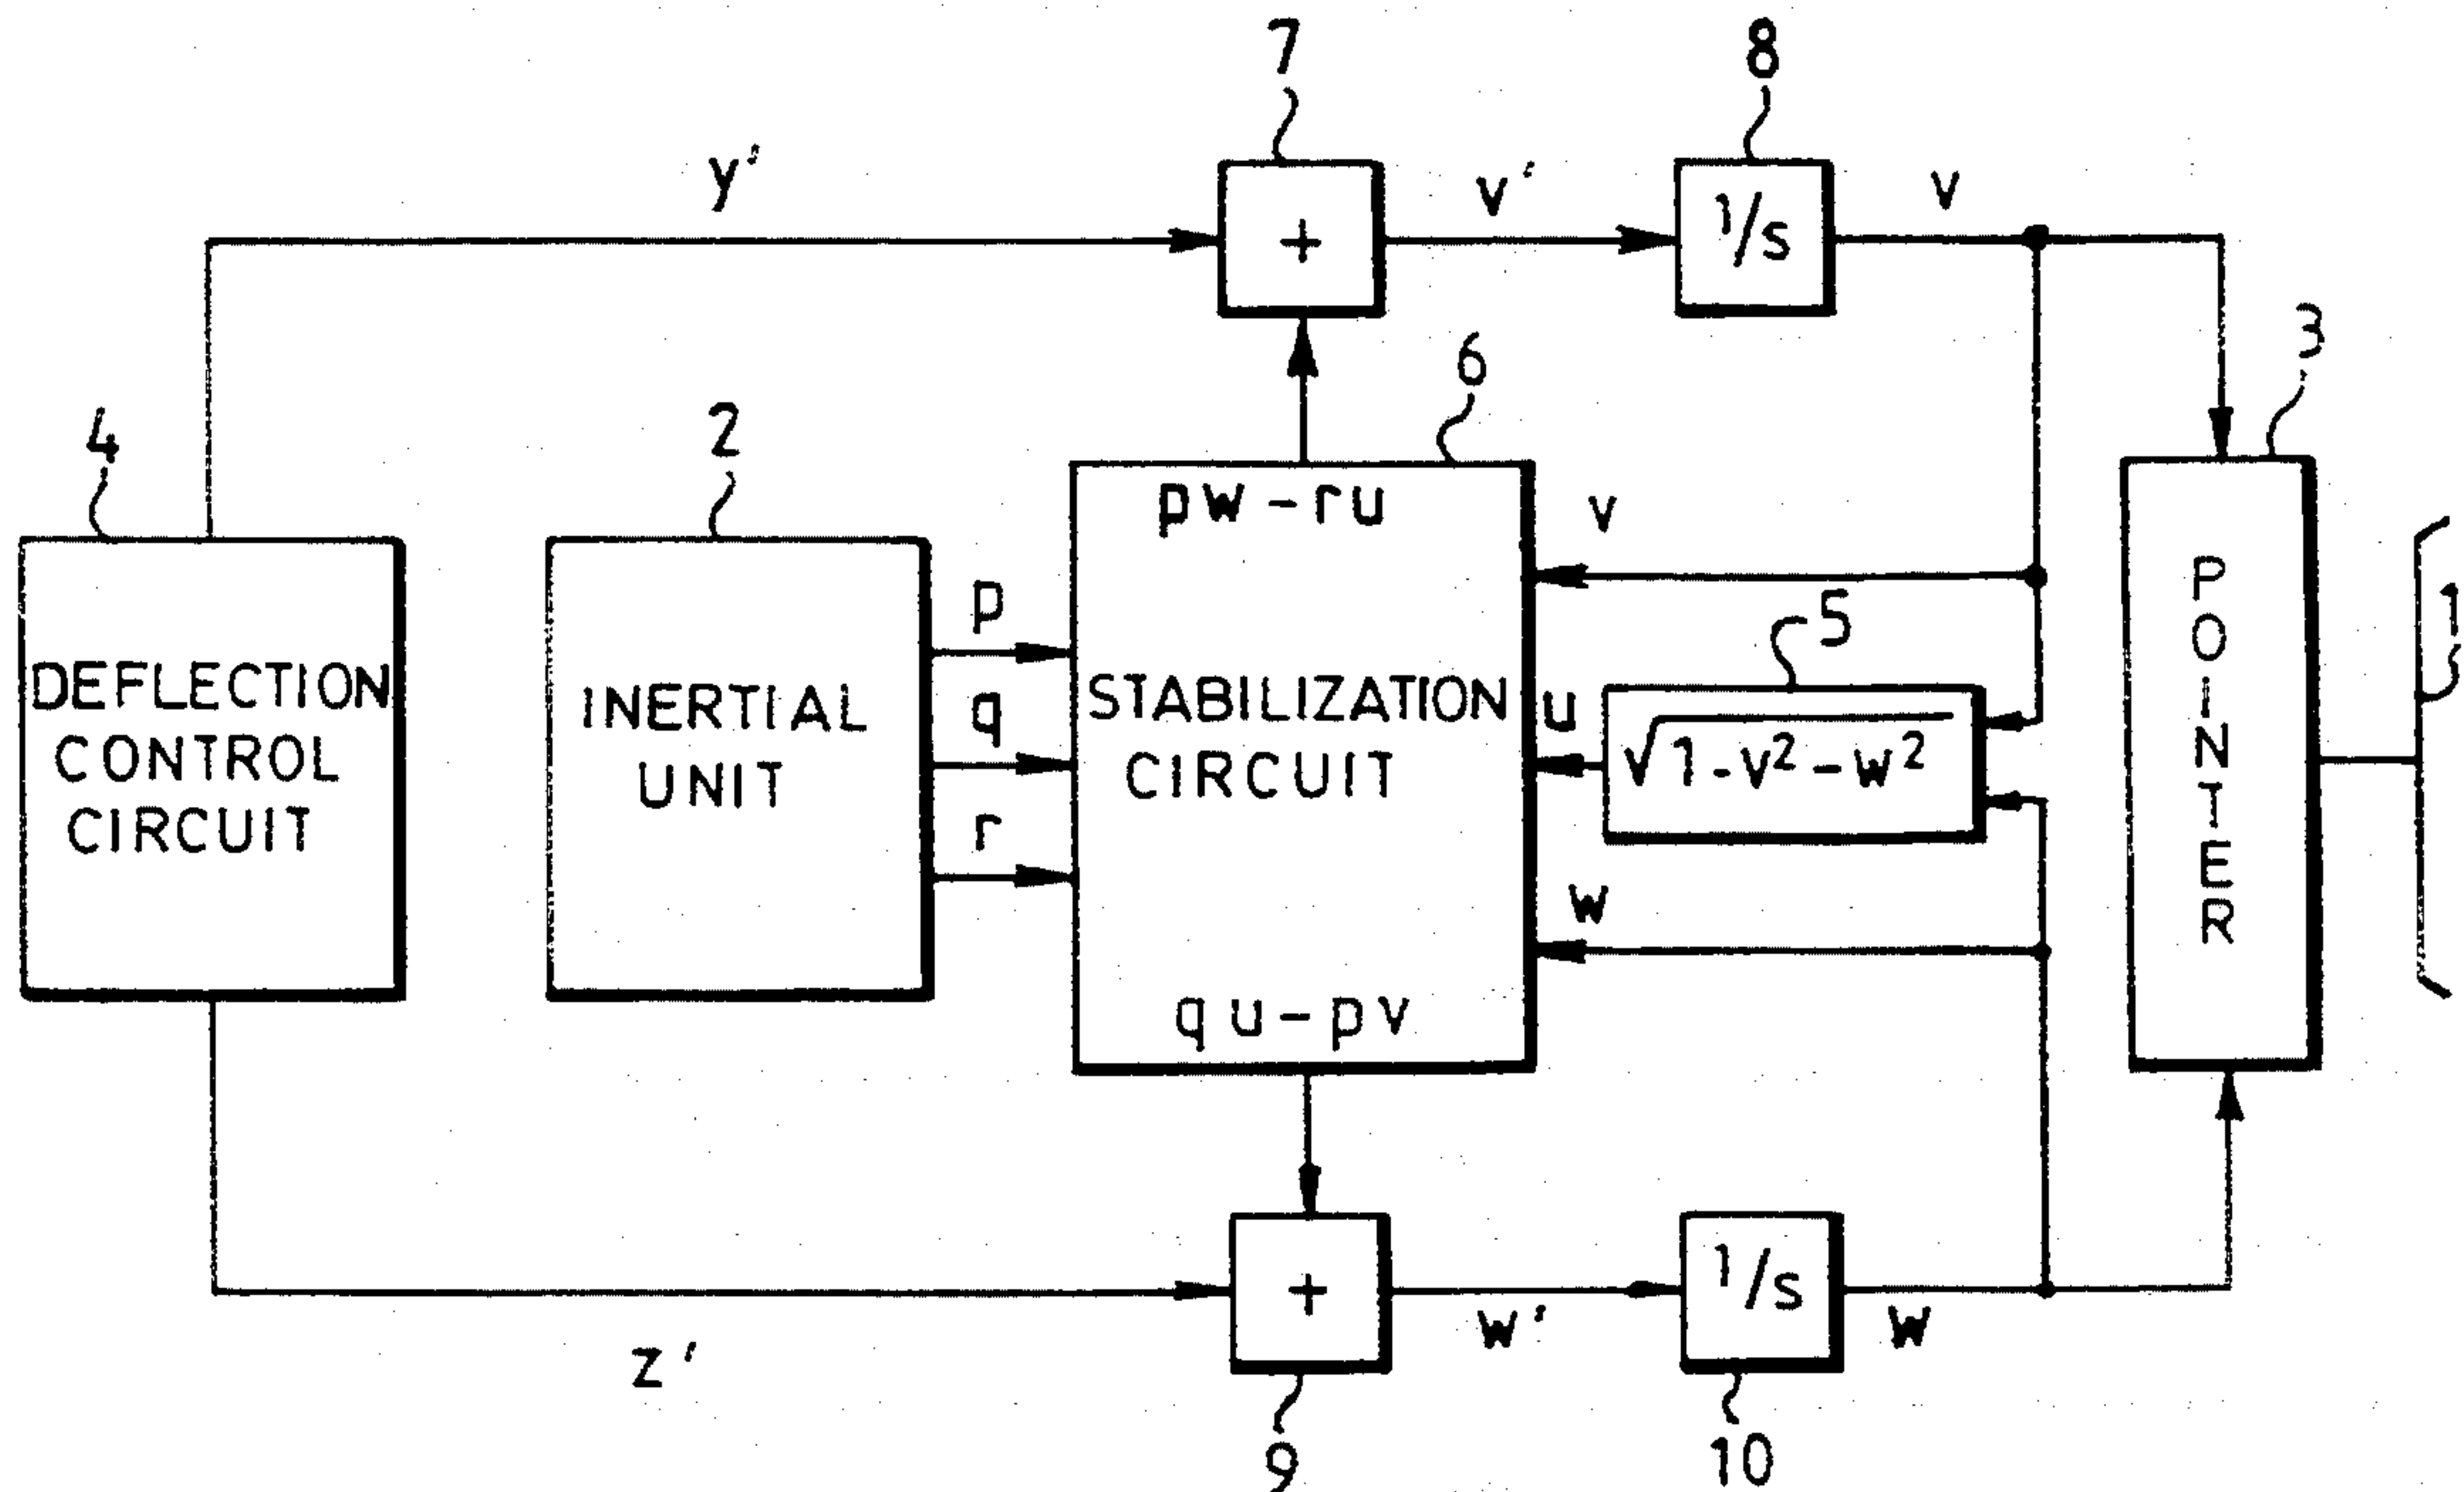 7
8
y'
v'
v
+
1/s
3
6
4
2
pw-ru
v
5
1
p
DEFLECTION
CONTROL
CIRCUIT
INERTIAL
UNIT
q
r
STABILIZATION
CIRCUIT
u
√1-v²-w²
POINTER
w
qu-pv
+
1/s
z'
w'
w
9
10